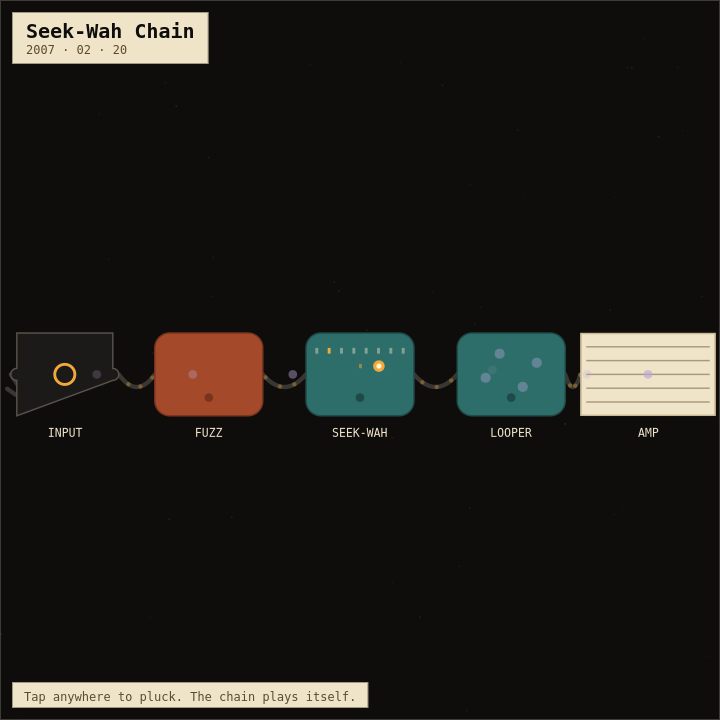 Seek-Wah Chain
2007 · 02 · 20
INPUT
FUZZ
SEEK-WAH
LOOPER
AMP
Tap anywhere to pluck. The chain plays itself.